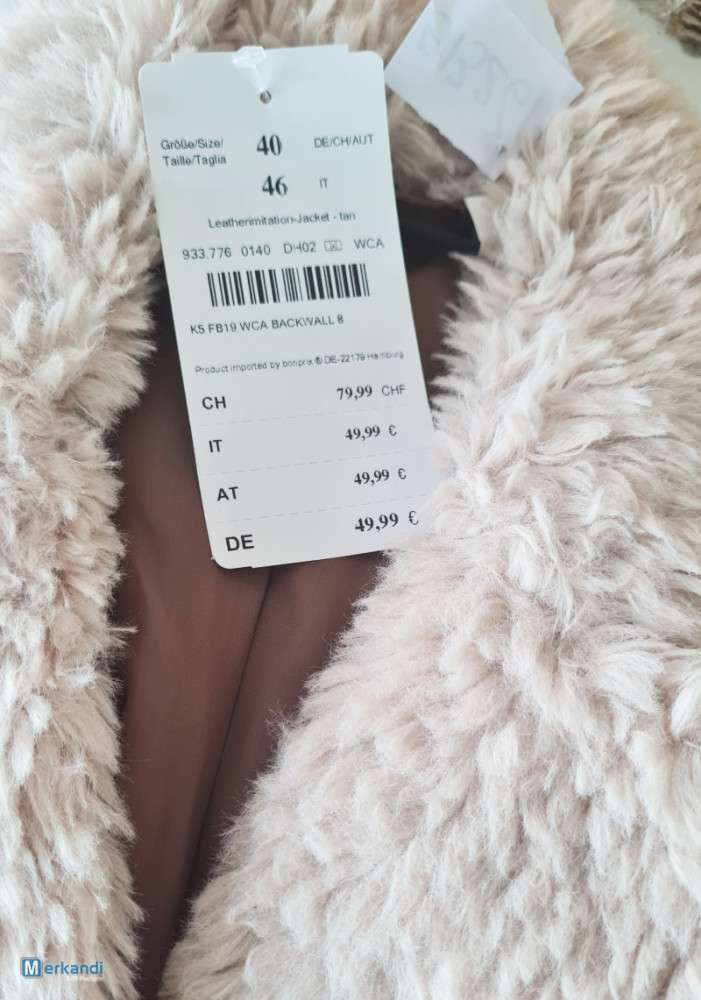 Größe/Size/ 40 DE/CH/AUT
Taille/Taglia
46 IT
Leatherimitation-Jacket - tan
933.776 0140 DH02 WCA
K5 FB19 WCA BACKWALL 8
Product imported by bonprix ® DE-22179 Hamburg
CH 79,99 CHF
IT 49,99 €
AT 49,99 €
DE 49,99 €
Merkandi